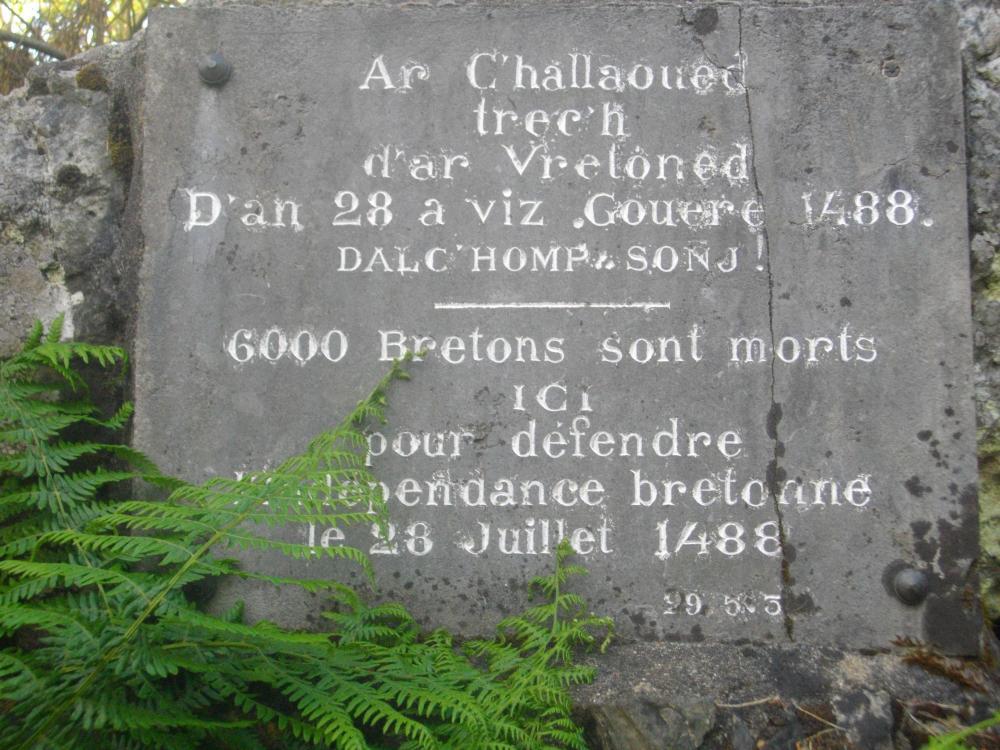 Ar C'hallaoued
trec'h
d'ar Vretoned
D'an 28 a viz Gouere 1488.
DALC'HOMP SONJ!
6000 Bretons sont morts
ICI
pour défendre
bretonne
le 28 Juillet 1488